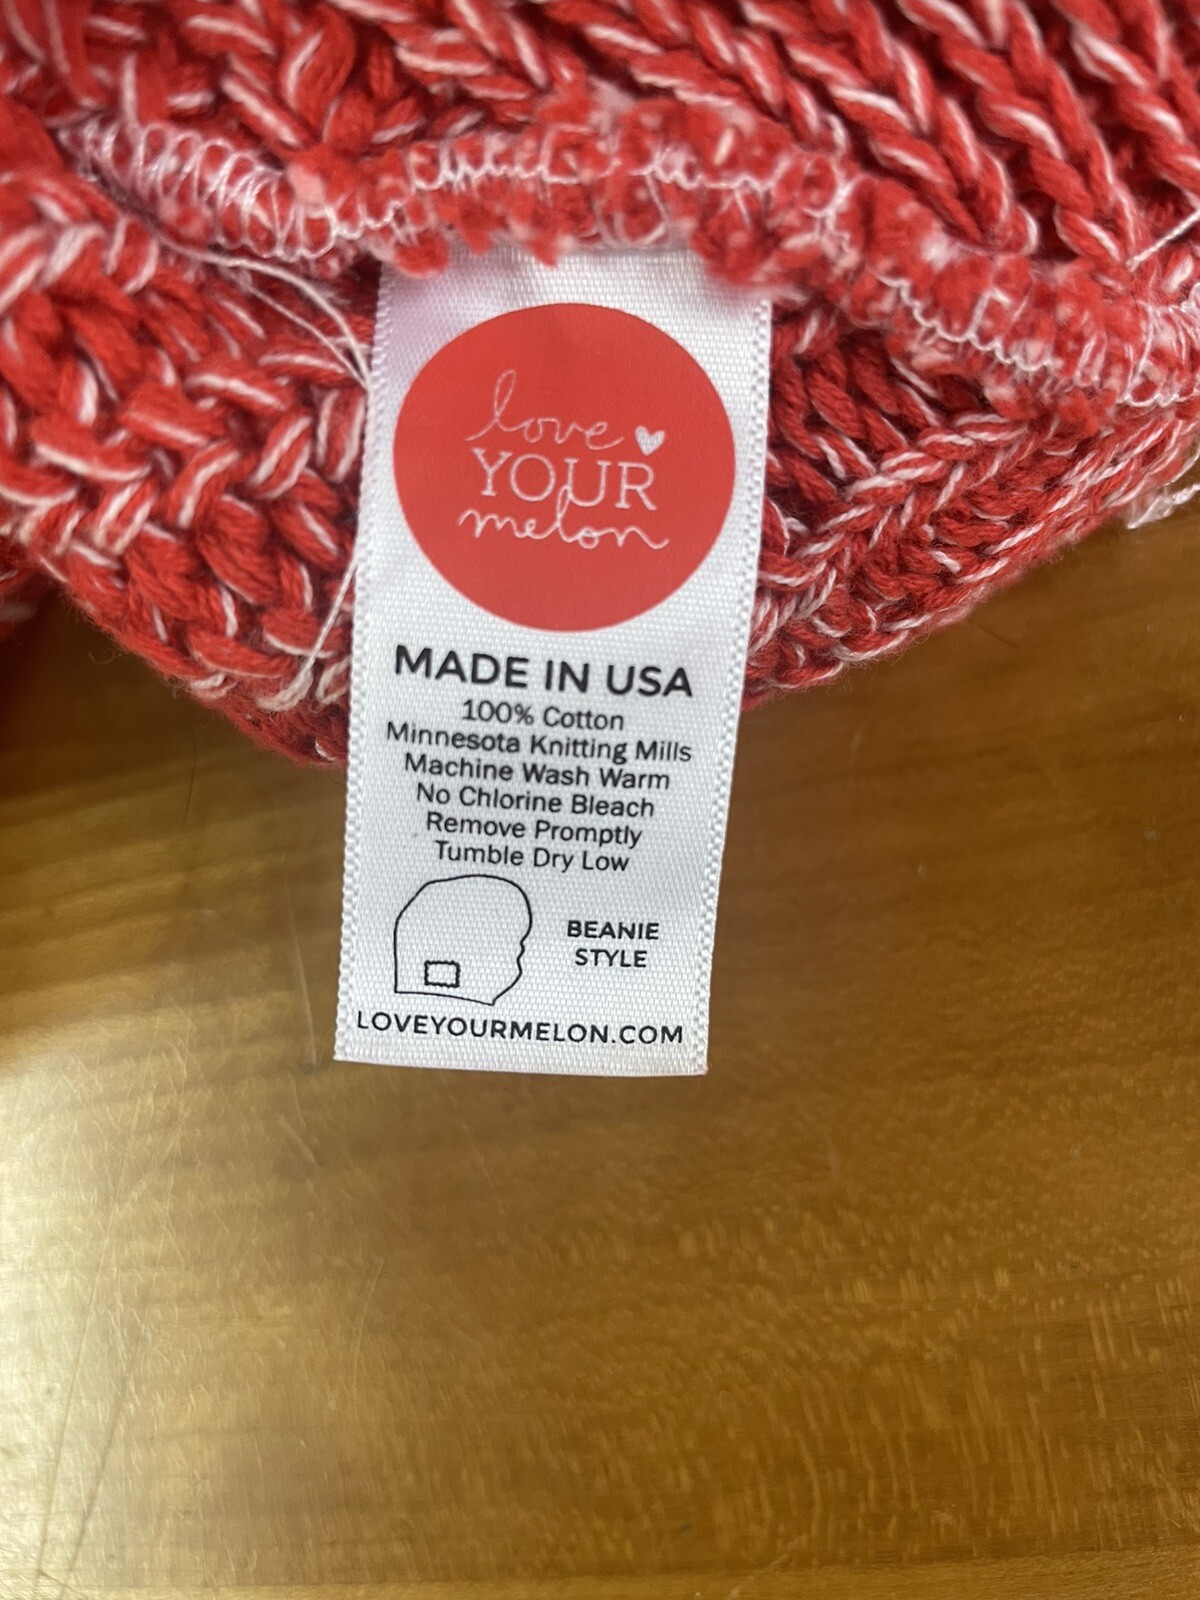 love
YOUR
melon
MADE IN USA
100% Cotton
Minnesota Knitting Mills
Machine Wash Warm
No Chlorine Bleach
Remove Promptly
Tumble Dry Low
BEANIE
STYLE
LOVEYOURMELON.COM